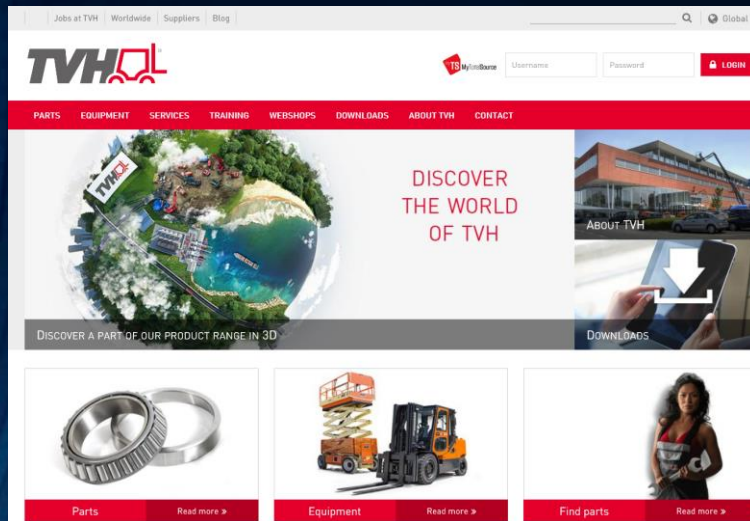 Jobs at TVH Worldwide Suppliers Blog Global
TVH
TS MyTotalSource Username Password LOGIN
PARTS EQUIPMENT SERVICES TRAINING WEBSHOPS DOWNLOADS ABOUT TVH CONTACT
TVH
DISCOVER
THE WORLD
OF TVH
ABOUT TVH
DISCOVER A PART OF OUR PRODUCT RANGE IN 3D
DOWNLOADS
Parts Read more »
Equipment Read more »
Find parts Read more »